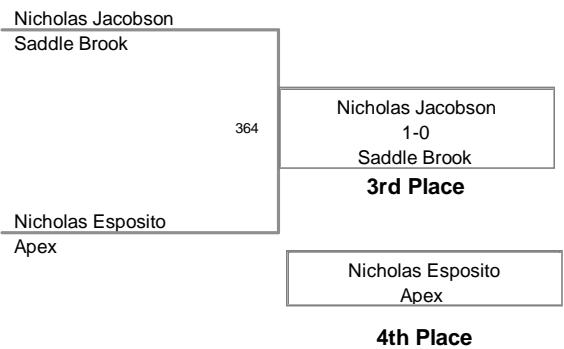 Nicholas Jacobson
Saddle Brook
364
Nicholas Jacobson
1-0
Saddle Brook
3rd Place
Nicholas Esposito
Apex
Nicholas Esposito
Apex
4th Place